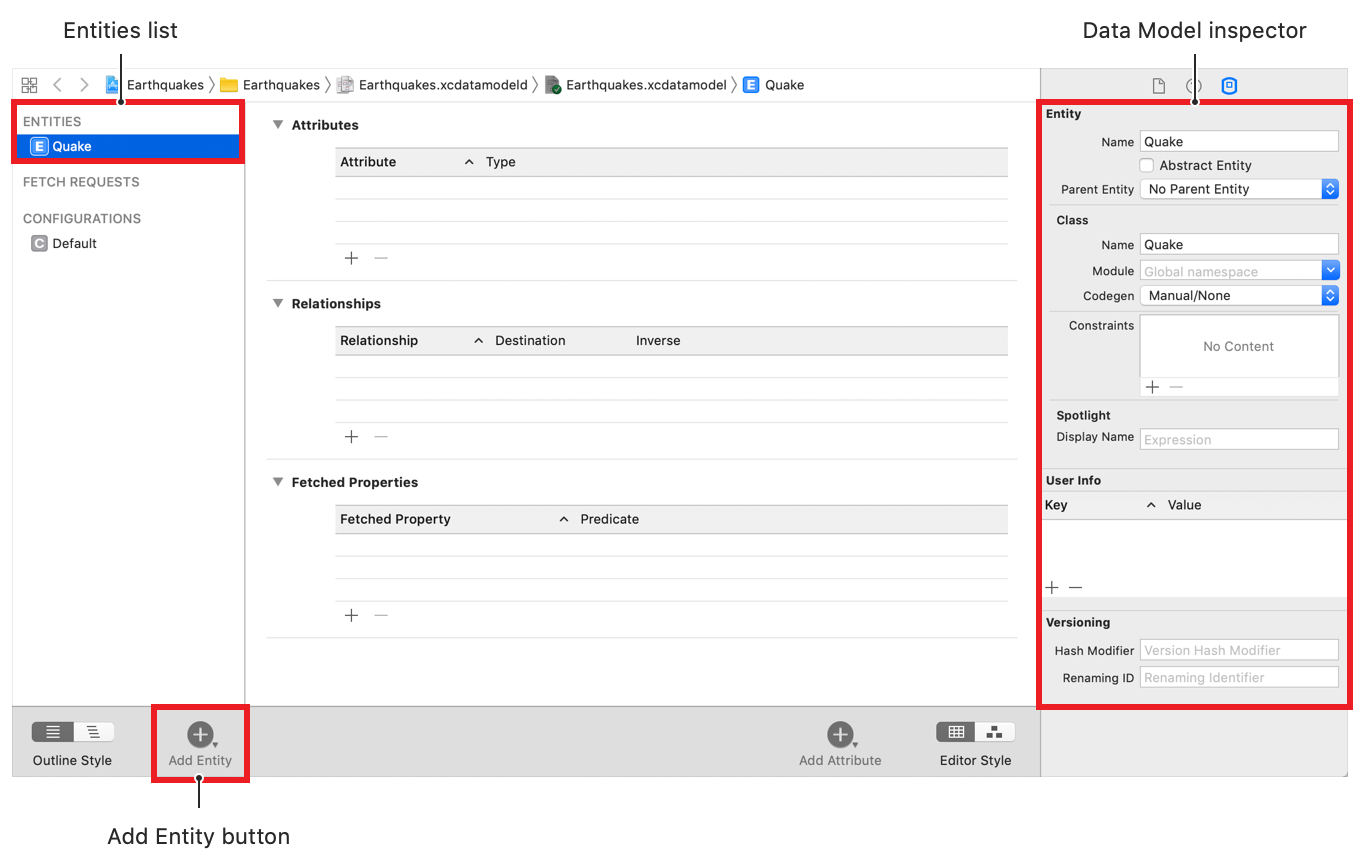 Entities list
Data Model inspector
Earthquakes
Earthquakes
Earthquakes.xcdatamodeld
Earthquakes.xcdatamodel
E Quake
ENTITIES
E Quake
FETCH REQUESTS
CONFIGURATIONS
C Default
Attributes
Attribute Type
Relationships
Relationship Destination Inverse
Fetched Properties
Fetched Property Predicate
Entity
Name Quake
Abstract Entity
Parent Entity No Parent Entity
Class
Name Quake
Module Global namespace
Codegen Manual/None
Constraints
No Content
Spotlight
Display Name Expression
User Info
Key Value
Versioning
Hash Modifier Version Hash Modifier
Renaming ID Renaming Identifier
Outline Style
Add Entity
Add Attribute
Editor Style
Add Entity button